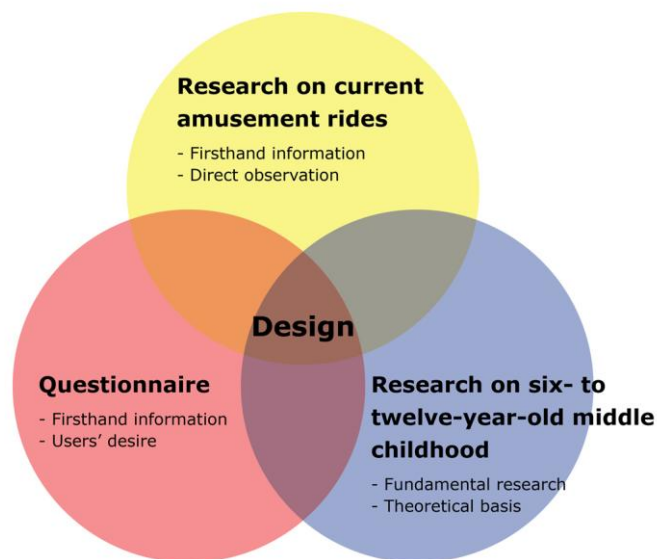 Research on current
amusement rides
- Firsthand information
- Direct observation
Design
Questionnaire
- Firsthand information
- Users’ desire
Research on six- to
twelve-year-old middle
childhood
- Fundamental research
- Theoretical basis